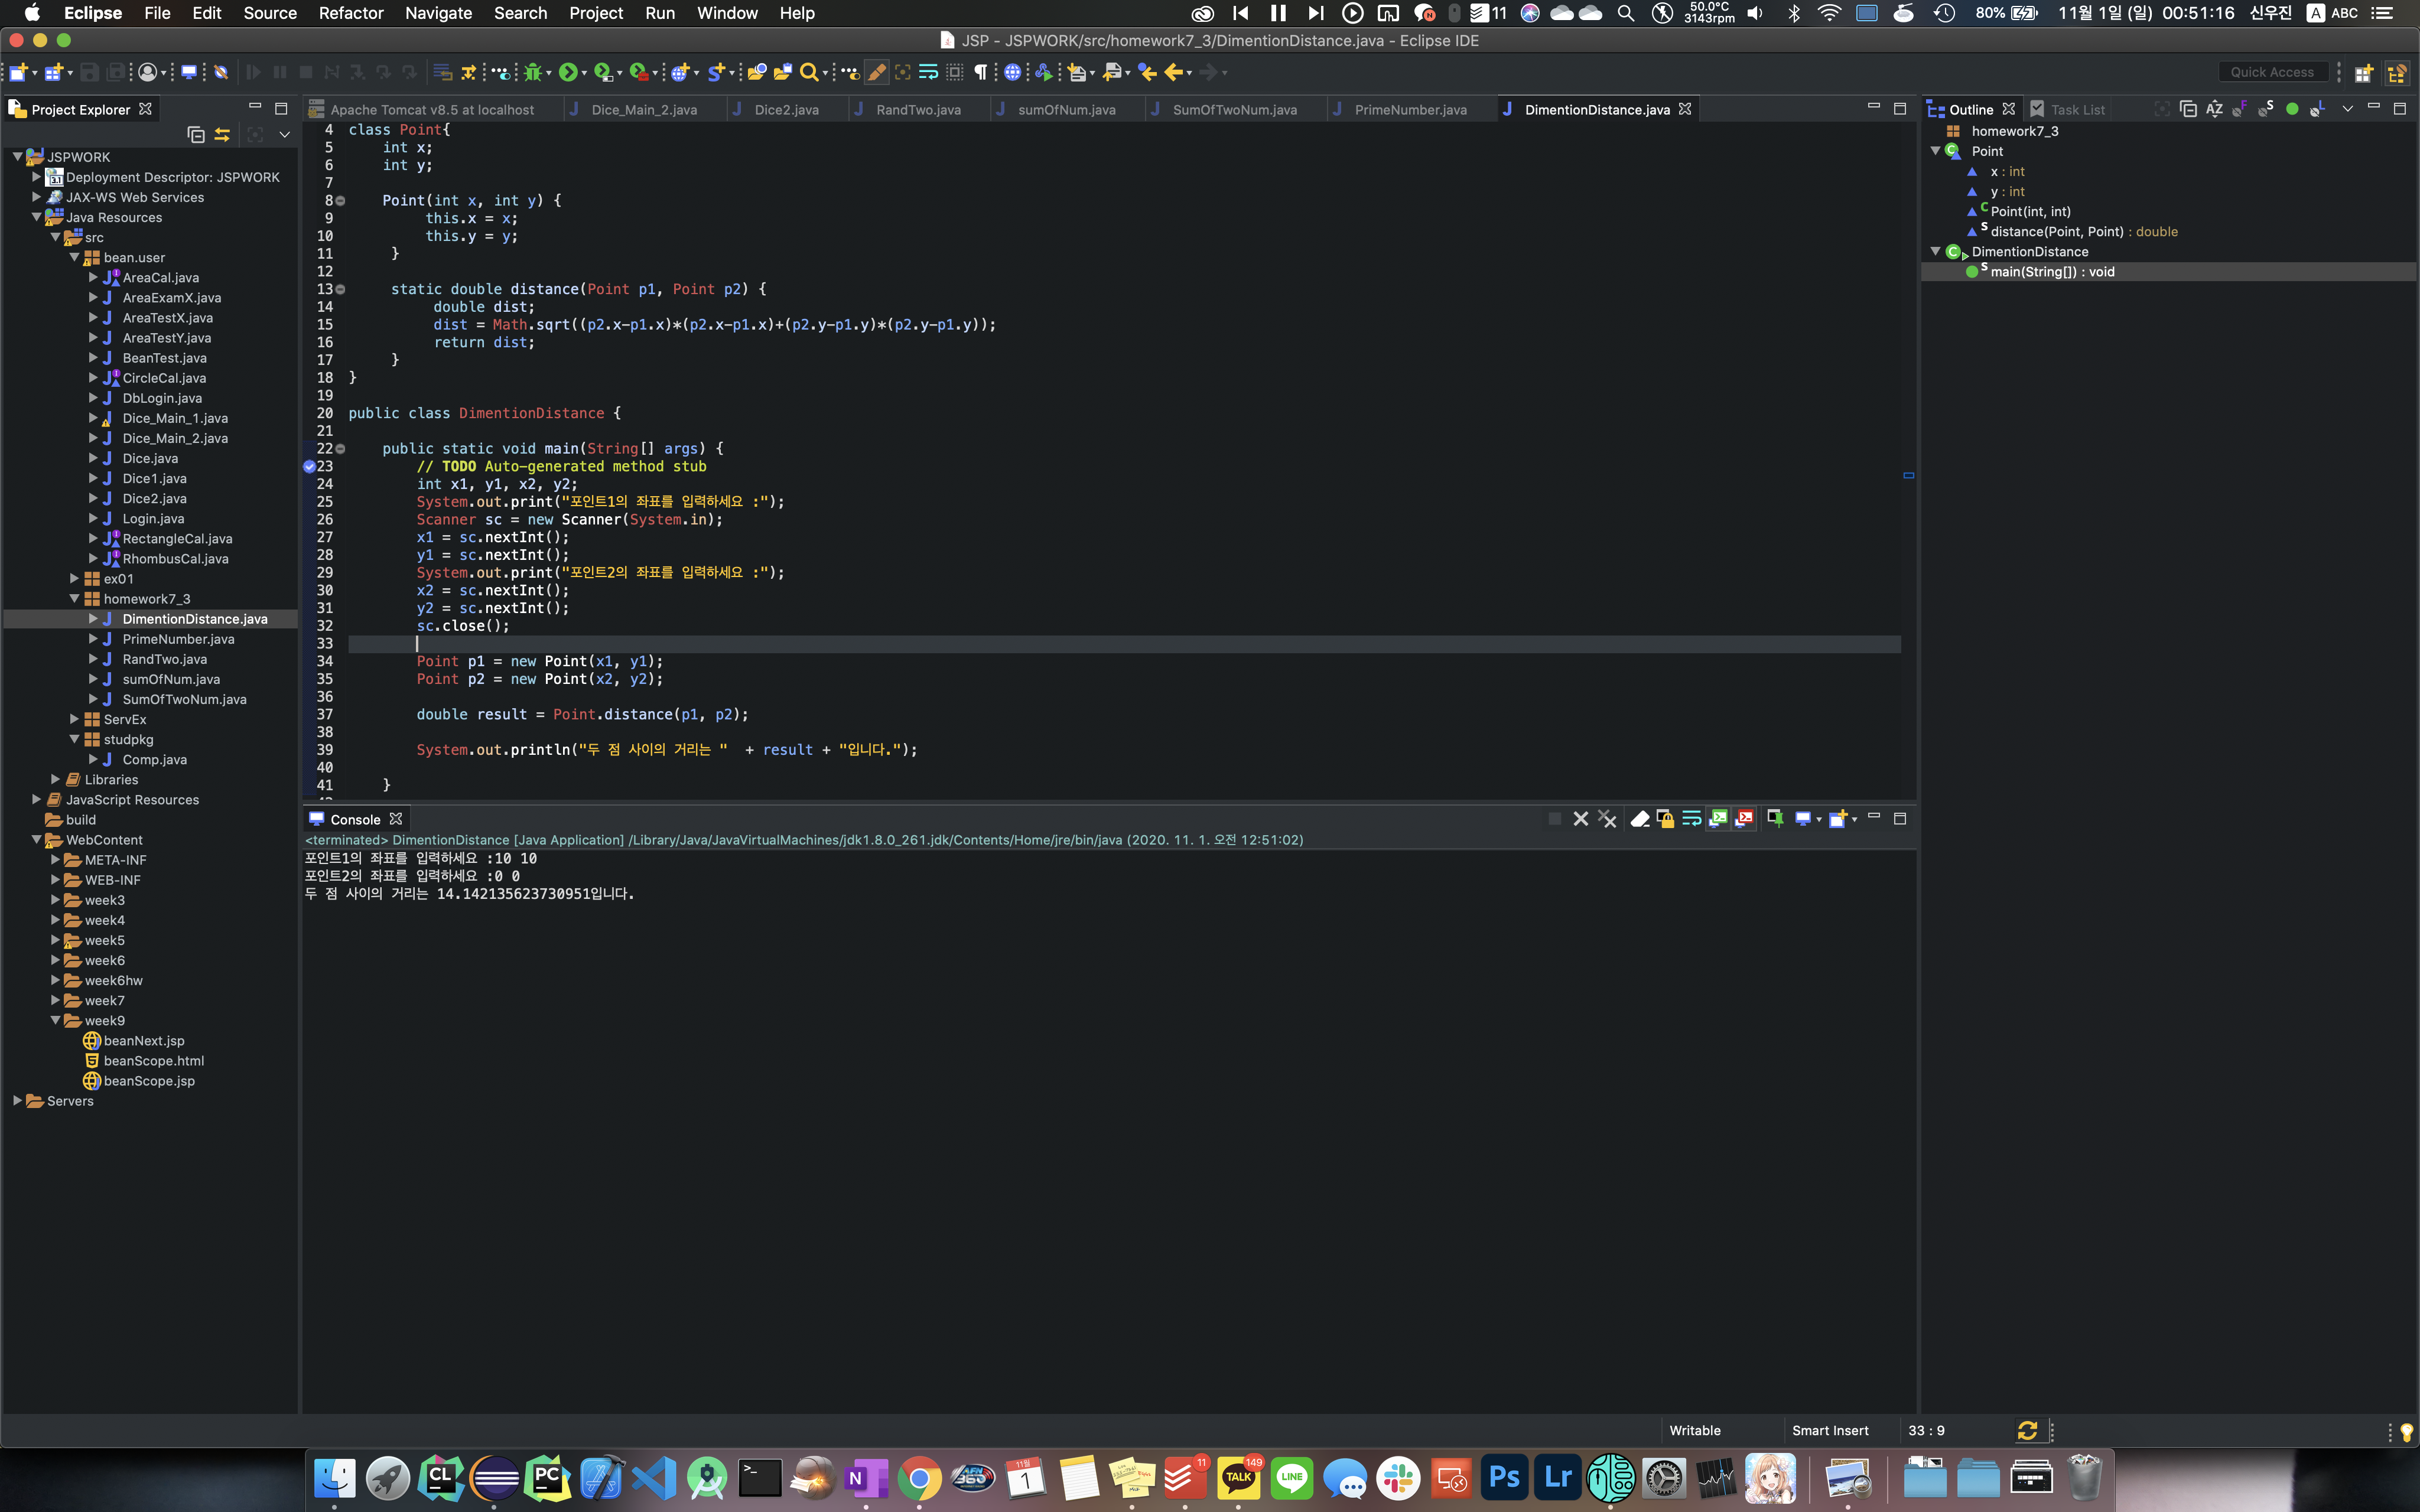 Eclipse File Edit Source Refactor Navigate Search Project Run Window Help
11 50.0°C 3143rpm 80% 11월 1일 (일) 00:51:16 신우진 A ABC
JSP - JSPWORK/src/homework7_3/DimentionDistance.java - Eclipse IDE
Quick Access
Project Explorer
JSPWORK
Deployment Descriptor: JSPWORK
JAX-WS Web Services
Java Resources
src
bean.user
AreaCal.java
AreaExamX.java
AreaTestX.java
AreaTestY.java
BeanTest.java
CircleCal.java
DbLogin.java
Dice_Main_1.java
Dice_Main_2.java
Dice.java
Dice1.java
Dice2.java
Login.java
RectangleCal.java
RhombusCal.java
ex01
homework7_3
DimentionDistance.java
PrimeNumber.java
RandTwo.java
sumOfNum.java
SumOfTwoNum.java
ServEx
studpkg
Comp.java
Libraries
JavaScript Resources
build
WebContent
META-INF
WEB-INF
week3
week4
week5
week6
week6hw
week7
week9
beanNext.jsp
beanScope.html
beanScope.jsp
Servers
Apache Tomcat v8.5 at localhost Dice_Main_2.java Dice2.java RandTwo.java sumOfNum.java SumOfTwoNum.java PrimeNumber.java DimentionDistance.java
4 class Point{
5 int x;
6 int y;
7
8 Point(int x, int y) {
9 this.x = x;
10 this.y = y;
11 }
12
13 static double distance(Point p1, Point p2) {
14 double dist;
15 dist = Math.sqrt((p2.x-p1.x)*(p2.x-p1.x)+(p2.y-p1.y)*(p2.y-p1.y));
16 return dist;
17 }
18 }
19
20 public class DimentionDistance {
21
22 public static void main(String[] args) {
23 // TODO Auto-generated method stub
24 int x1, y1, x2, y2;
25 System.out.print("포인트1의 좌표를 입력하세요 :");
26 Scanner sc = new Scanner(System.in);
27 x1 = sc.nextInt();
28 y1 = sc.nextInt();
29 System.out.print("포인트2의 좌표를 입력하세요 :");
30 x2 = sc.nextInt();
31 y2 = sc.nextInt();
32 sc.close();
33
34 Point p1 = new Point(x1, y1);
35 Point p2 = new Point(x2, y2);
36
37 double result = Point.distance(p1, p2);
38
39 System.out.println("두 점 사이의 거리는 " + result + "입니다.");
40
41 }
Console
<terminated> DimentionDistance [Java Application] /Library/Java/JavaVirtualMachines/jdk1.8.0_261.jdk/Contents/Home/jre/bin/java (2020. 11. 1. 오전 12:51:02)
포인트1의 좌표를 입력하세요 :10 10
포인트2의 좌표를 입력하세요 :0 0
두 점 사이의 거리는 14.142135623730951입니다.
Outline Task List
homework7_3
Point
x : int
y : int
Point(int, int)
distance(Point, Point) : double
DimentionDistance
main(String[]) : void
Writable Smart Insert 33 : 9
CL PC N 11월 1 11 TALK 149 LINE Ps Lr